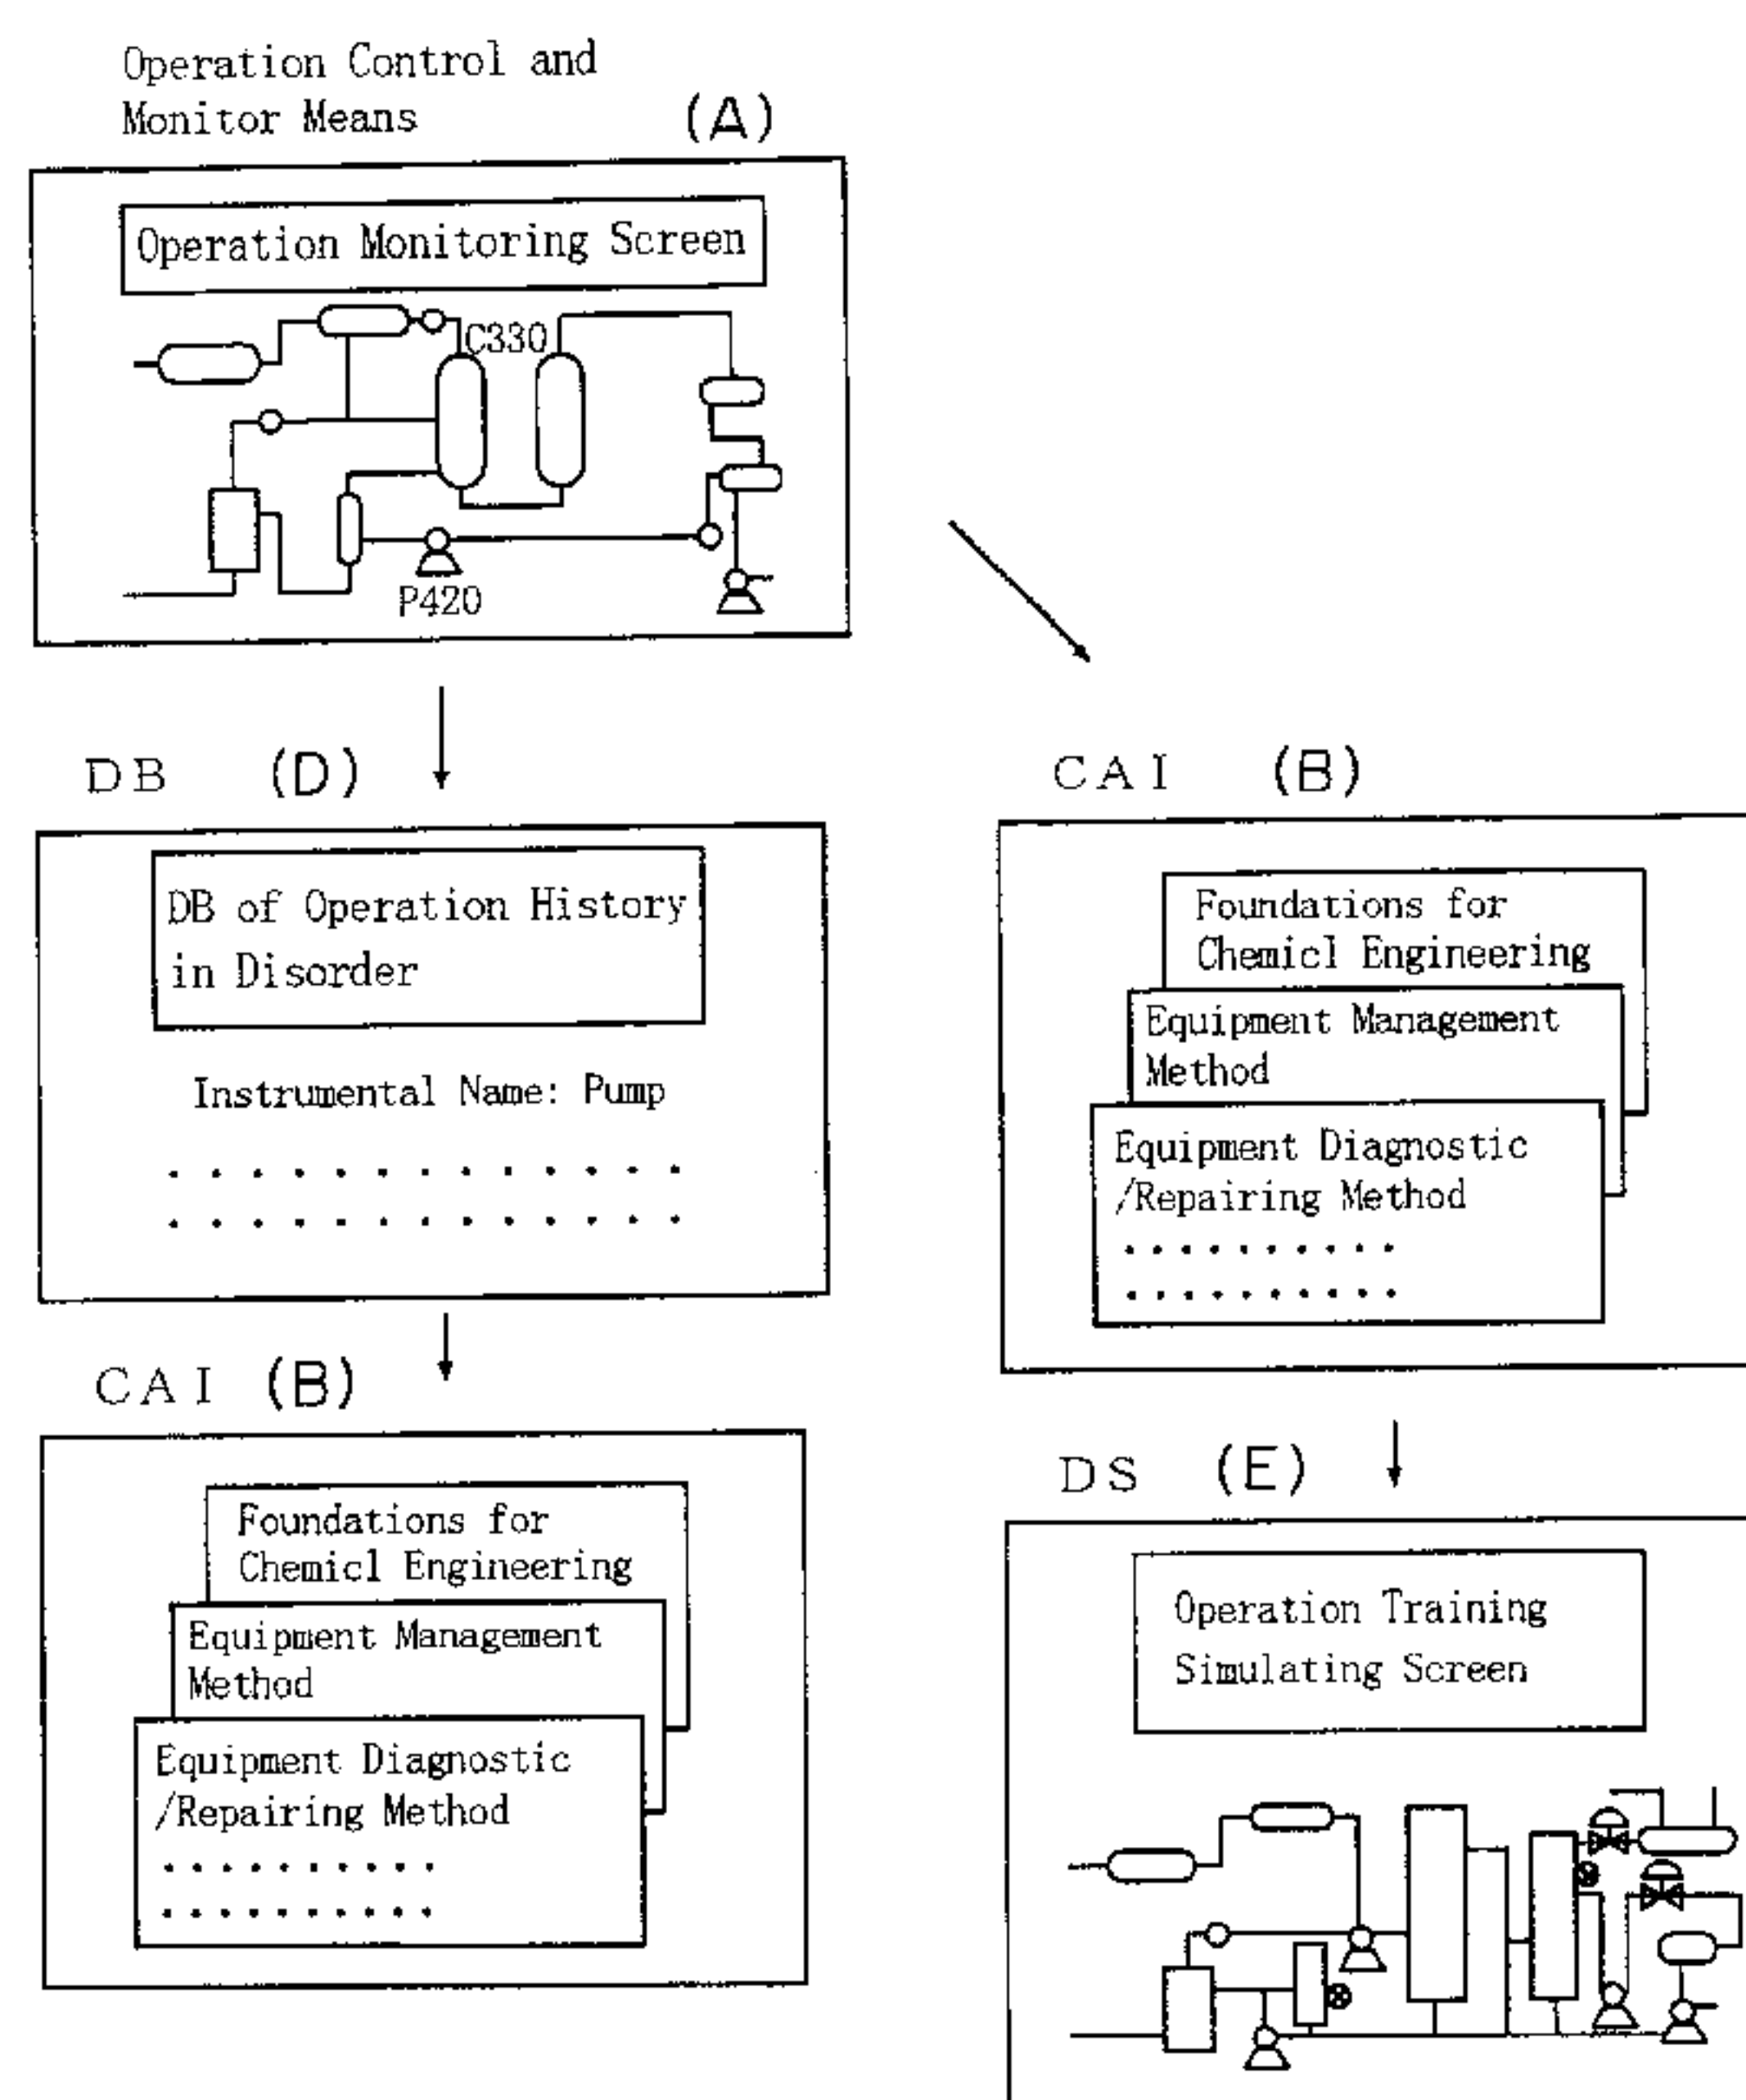 Operation Control and
Monitor Means
(A)
Operation Monitoring Screen
C330
P420
DB (D)
DB of Operation History
in Disorder
Instrumental Name: Pump
CAI (B)
Foundations for
Chemicl Engineering
Equipment Management
Method
Equipment Diagnostic
/Repairing Method
CAI (B)
Foundations for
Chemicl Engineering
Equipment Management
Method
Equipment Diagnostic
/Repairing Method
DS (E)
Operation Training
Simulating Screen